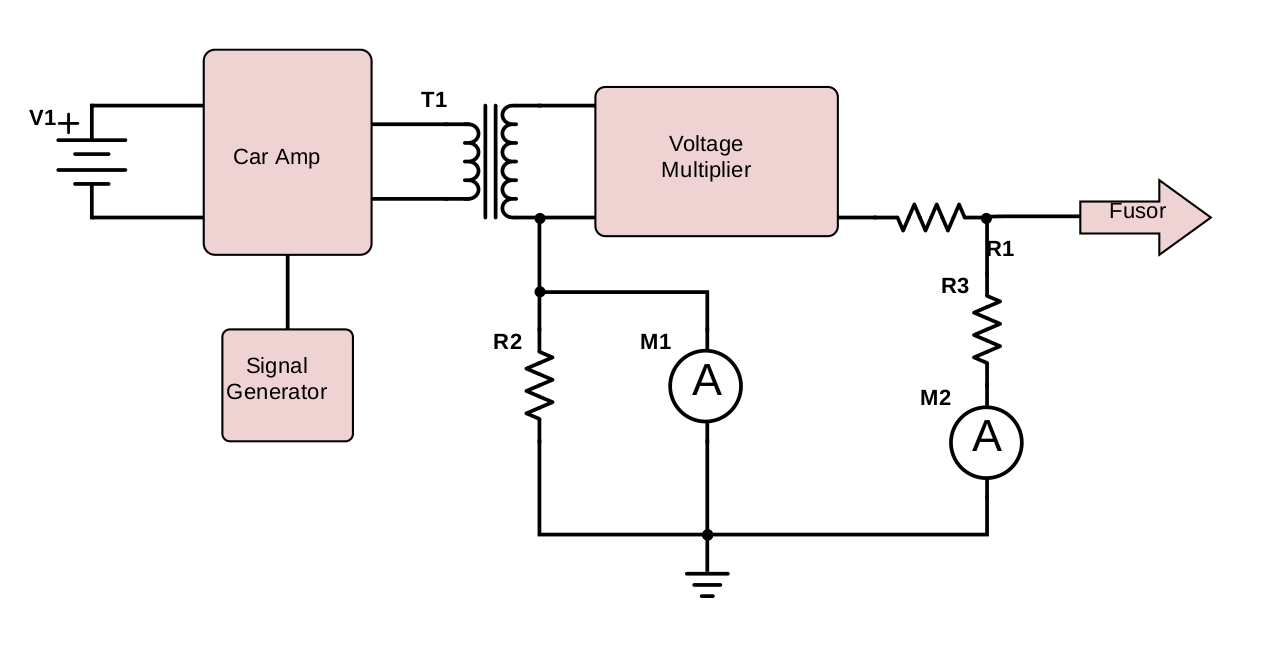 T1
V1
+
Car Amp
Voltage
Multiplier
Fusor
R1
R3
R2
M1
A
Signal
Generator
M2
A